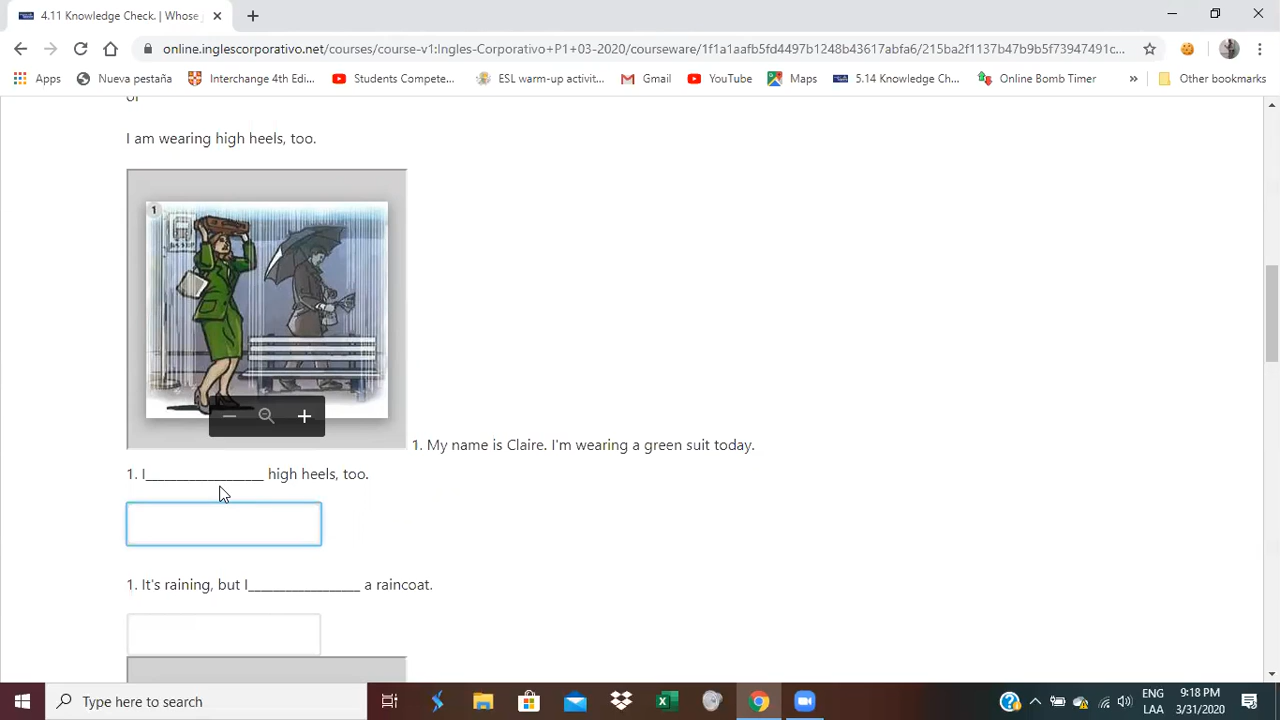 4.11 Knowledge Check. | Whose
online.inglescorporativo.net/courses/course-v1:Ingles-Corporativo+P1+03-2020/courseware/1f1a1aafb5fd4497b1248b43617abfa6/215ba2f1137b47b9b5f73947491c...
Apps Nueva pestaña Interchange 4th Edi... Students Compete... ESL warm-up activit... Gmail YouTube Maps 5.14 Knowledge Ch... Online Bomb Timer » Other bookmarks
or
I am wearing high heels, too.
1
1. My name is Claire. I'm wearing a green suit today.
1. I___________________ high heels, too.
1. It's raining, but I__________________ a raincoat.
Type here to search
ENG 9:18 PM
LAA 3/31/2020